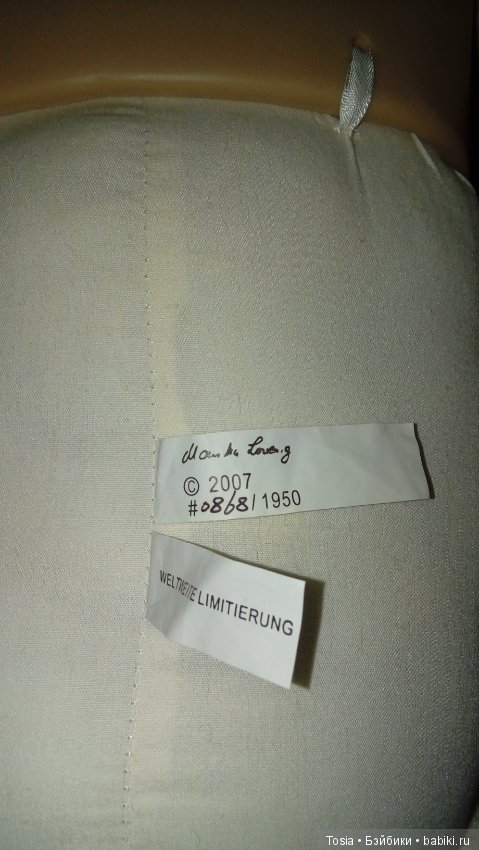 © 2007
#0868/1950
WELTWEITE LIMITIERUNG
Tosia • Бэйбики • babiki.ru